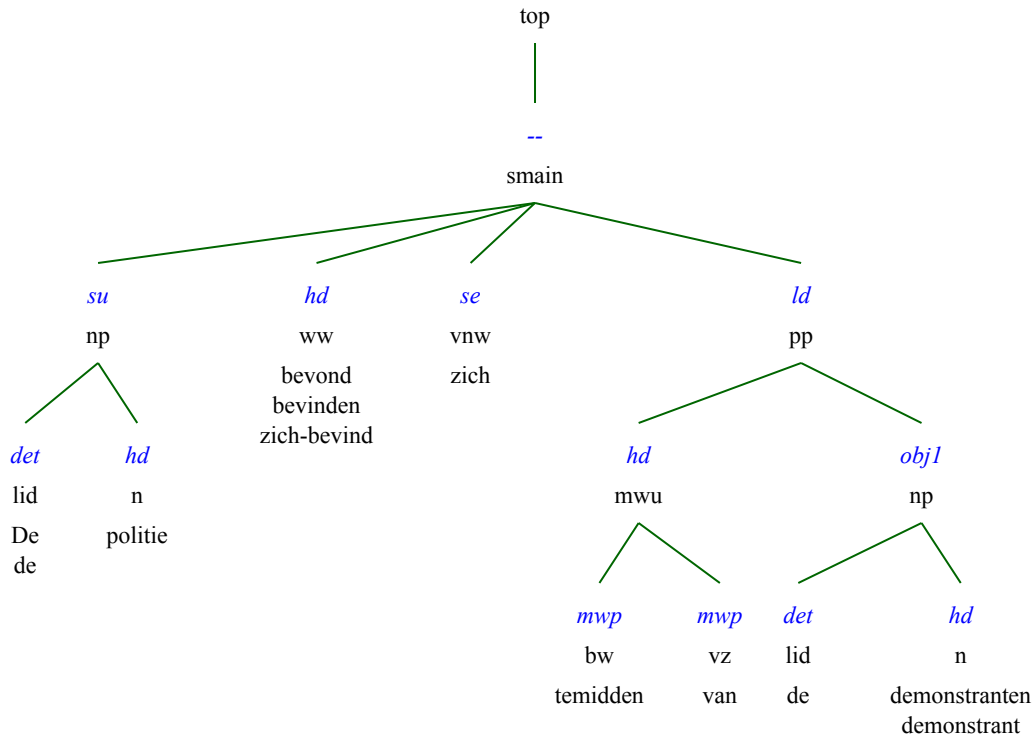 top
--
smain
su hd se ld
np ww vnw pp
bevond zich
bevinden
zich-bevind
det hd hd obj1
lid n mwu np
De politie
de
mwp mwp det hd
bw vz lid n
temidden van de demonstranten
demonstrant